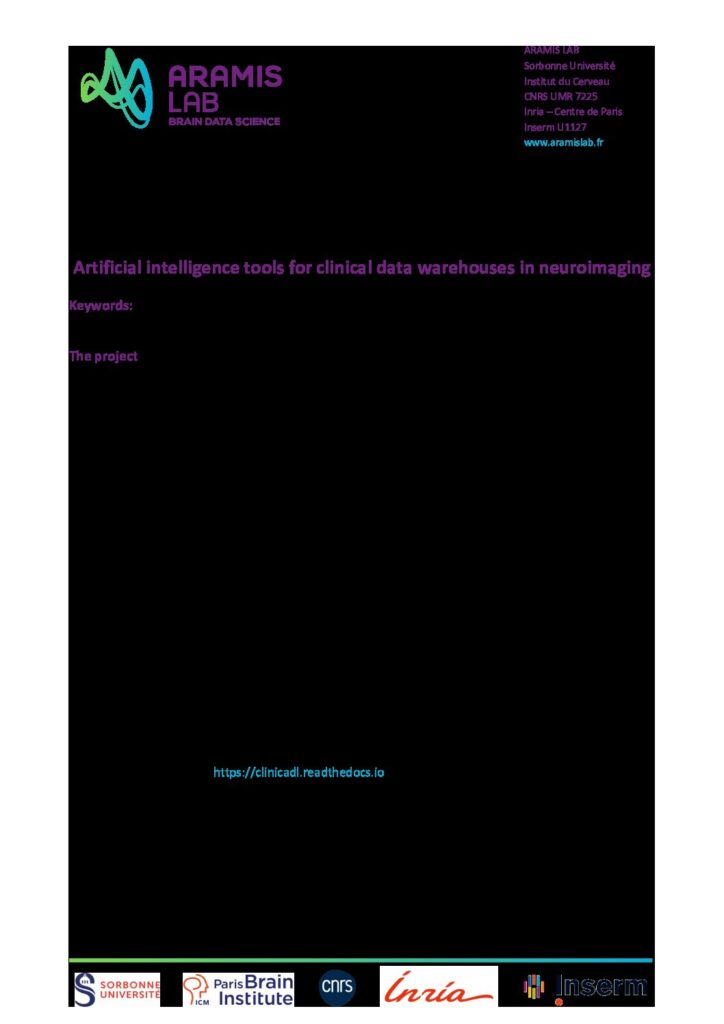 ARAMIS LAB
Sorbonne Université
Institut du Cerveau
CNRS UMR 7225
Inria – Centre de Paris
Inserm U1127
www.aramislab.fr
ARAMIS
LAB
BRAIN DATA SCIENCE
Artificial intelligence tools for clinical data warehouses in neuroimaging
Keywords:
The project
https://clinicadl.readthedocs.io
SORBONNE
UNIVERSITÉ
ICM
Paris Brain
Institute
cnrs
Inria
Inserm